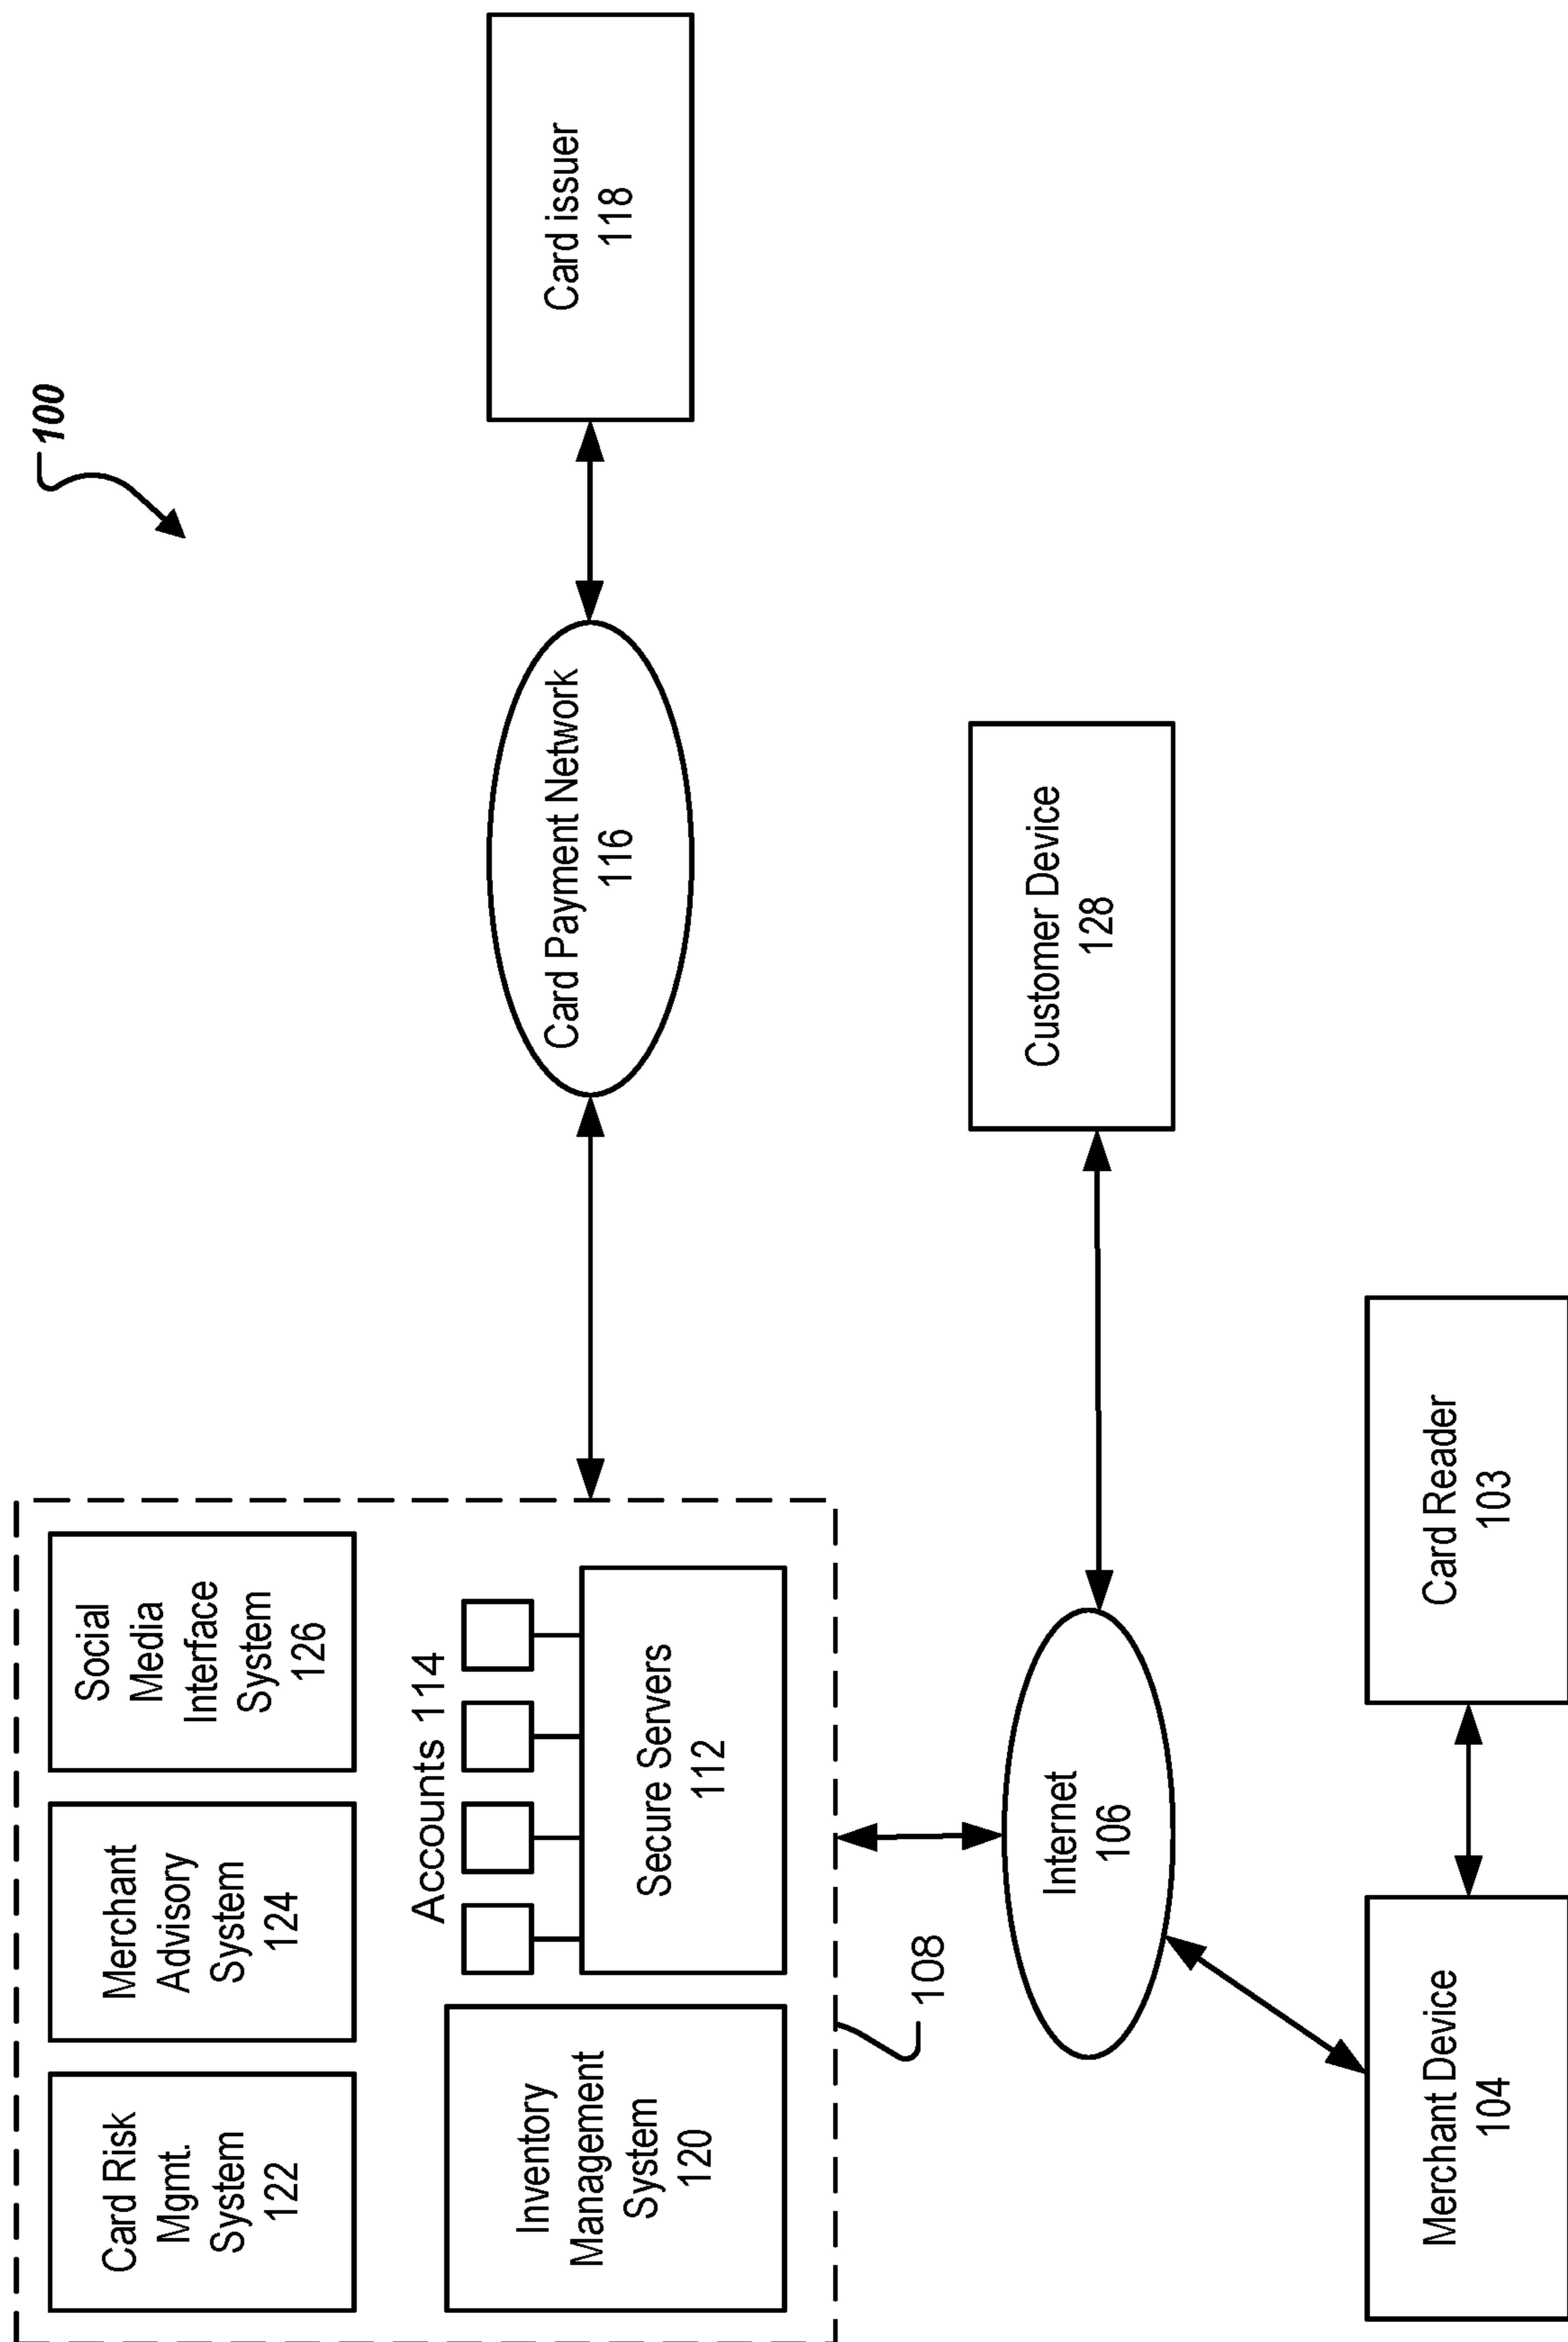 100
Card Risk
Mgmt.
System
122
Merchant
Advisory
System
124
Social
Media
Interface
System
126
Inventory
Management
System
120
Accounts 114
Secure Servers
112
108
Card Payment Network
116
Card issuer
118
Internet
106
Customer Device
128
Merchant Device
104
Card Reader
103